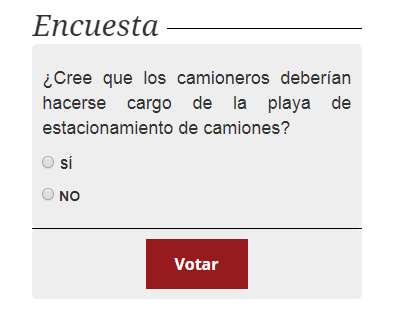 Encuesta
¿Cree que los camioneros deberían
hacerse cargo de la playa de
estacionamiento de camiones?
SÍ
NO
Votar